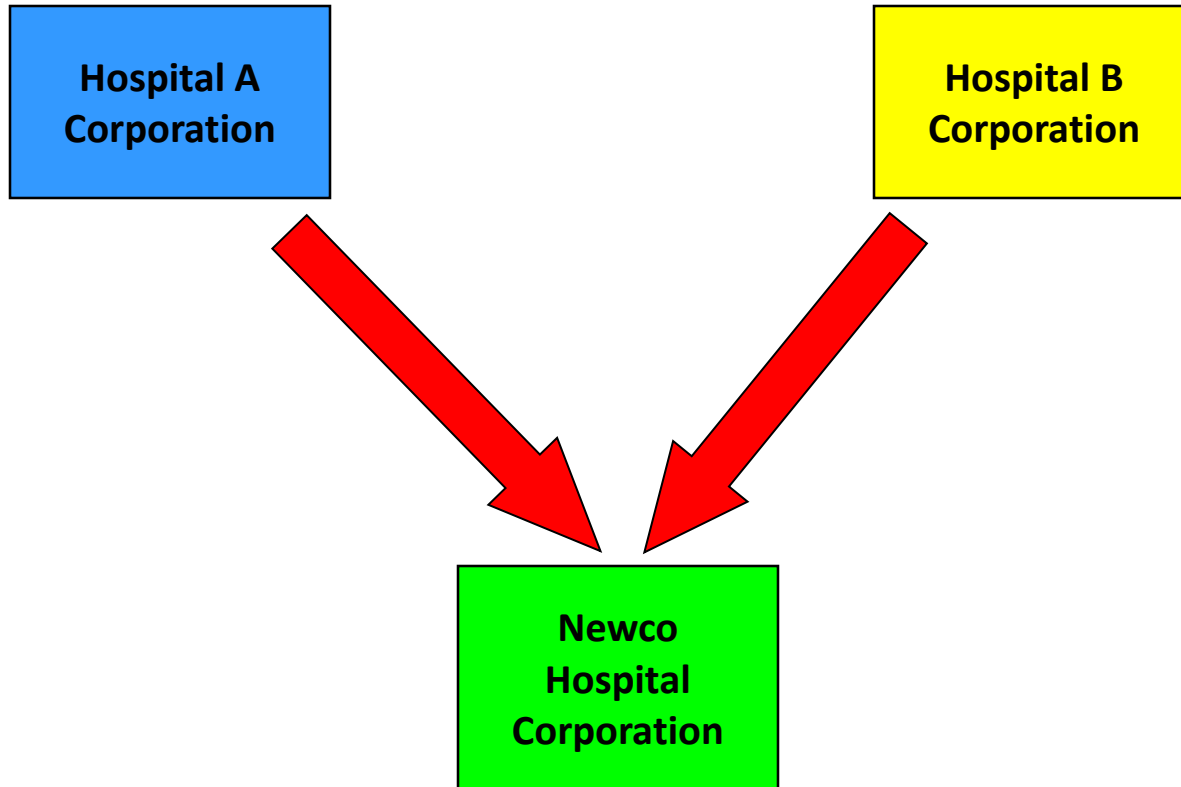 Hospital A
Corporation
Hospital B
Corporation
Newco
Hospital
Corporation